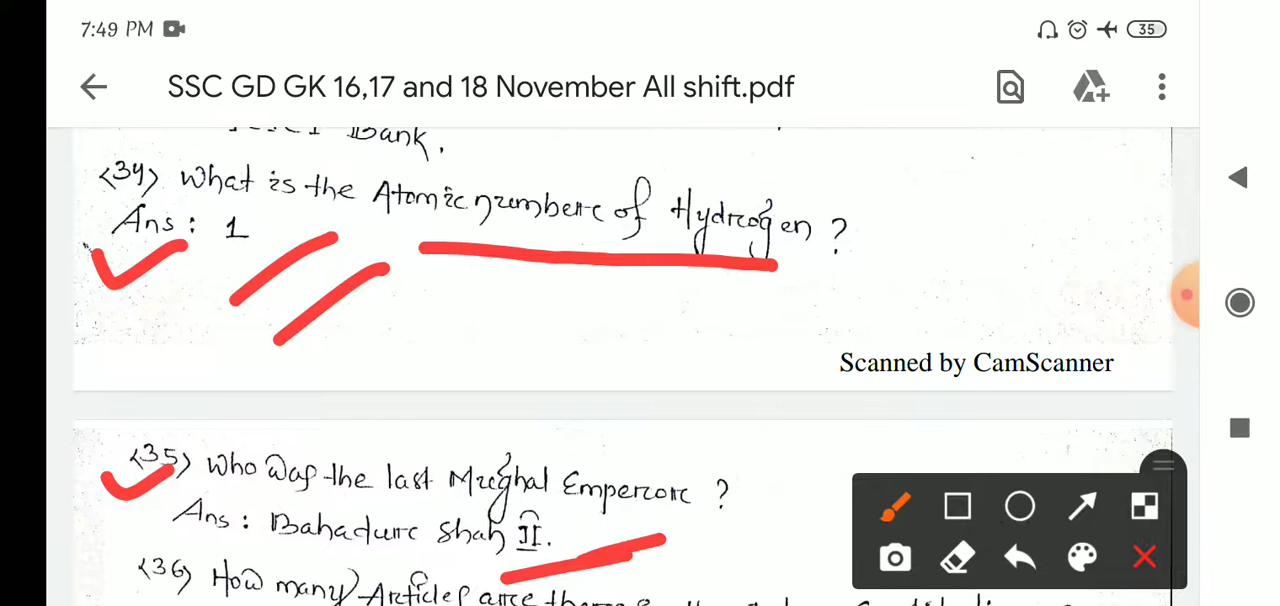 7:49 PM
35
SSC GD GK 16,17 and 18 November All shift.pdf
Bank.
<34> What is the Atomic number of Hydrogen ?
Ans : 1
Scanned by CamScanner
<35> Who was the last Mughal Emperor ?
Ans : Bahadur Shah II.
<36> How many Articles are